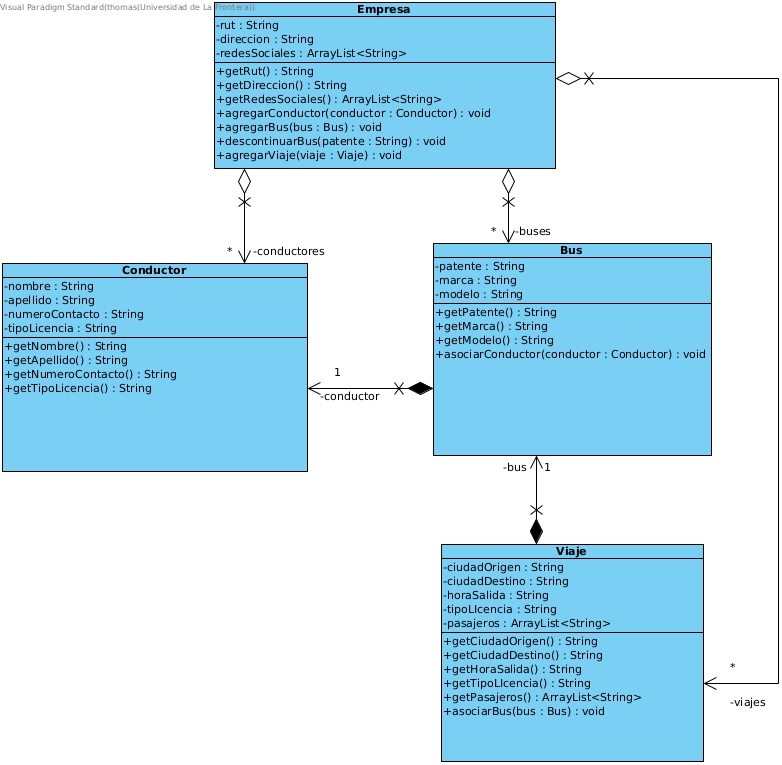 Visual Paradigm Standard(thomas(Universidad de La Frontera))
Empresa
-rut : String
-direccion : String
-redesSociales : ArrayList<String>
+getRut() : String
+getDireccion() : String
+getRedesSociales() : ArrayList<String>
+agregarConductor(conductor : Conductor) : void
+agregarBus(bus : Bus) : void
+descontinuarBus(patente : String) : void
+agregarViaje(viaje : Viaje) : void
* -conductores
* -buses
Conductor
-nombre : String
-apellido : String
-numeroContacto : String
-tipoLicencia : String
+getNombre() : String
+getApellido() : String
+getNumeroContacto() : String
+getTipoLicencia() : String
1
-conductor
Bus
-patente : String
-marca : String
-modelo : String
+getPatente() : String
+getMarca() : String
+getModelo() : String
+asociarConductor(conductor : Conductor) : void
-bus 1
Viaje
-ciudadOrigen : String
-ciudadDestino : String
-horaSalida : String
-tipoLIcencia : String
-pasajeros : ArrayList<String>
+getCiudadOrigen() : String
+getCiudadDestino() : String
+getHoraSalida() : String
+getTipoLIcencia() : String
+getPasajeros() : ArrayList<String>
+asociarBus(bus : Bus) : void
*
-viajes